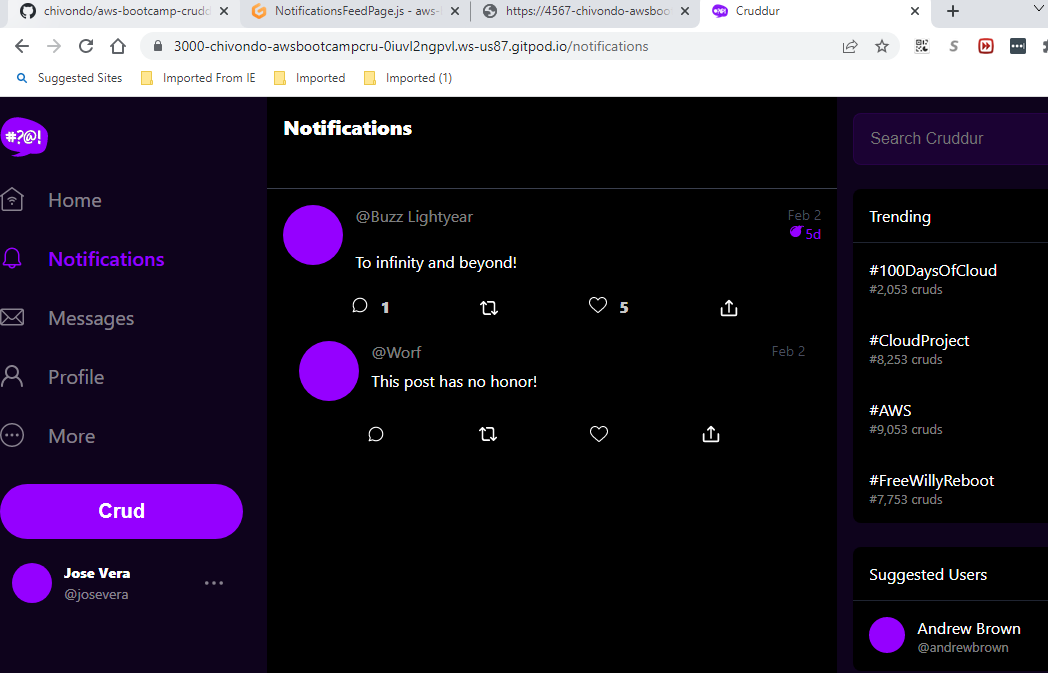 chivondo/aws-bootcamp-crudd
NotificationsFeedPage.js - aws-
https://4567-chivondo-awsboo
Cruddur
3000-chivondo-awsbootcampcru-0iuvl2ngpvl.ws-us87.gitpod.io/notifications
Suggested Sites
Imported From IE
Imported
Imported (1)
#?@!
Home
Notifications
Messages
Profile
More
Crud
Jose Vera
@josevera
Notifications
@Buzz Lightyear
Feb 2
5d
To infinity and beyond!
1
5
@Worf
Feb 2
This post has no honor!
Search Cruddur
Trending
#100DaysOfCloud
#2,053 cruds
#CloudProject
#8,253 cruds
#AWS
#9,053 cruds
#FreeWillyReboot
#7,753 cruds
Suggested Users
Andrew Brown
@andrewbrown